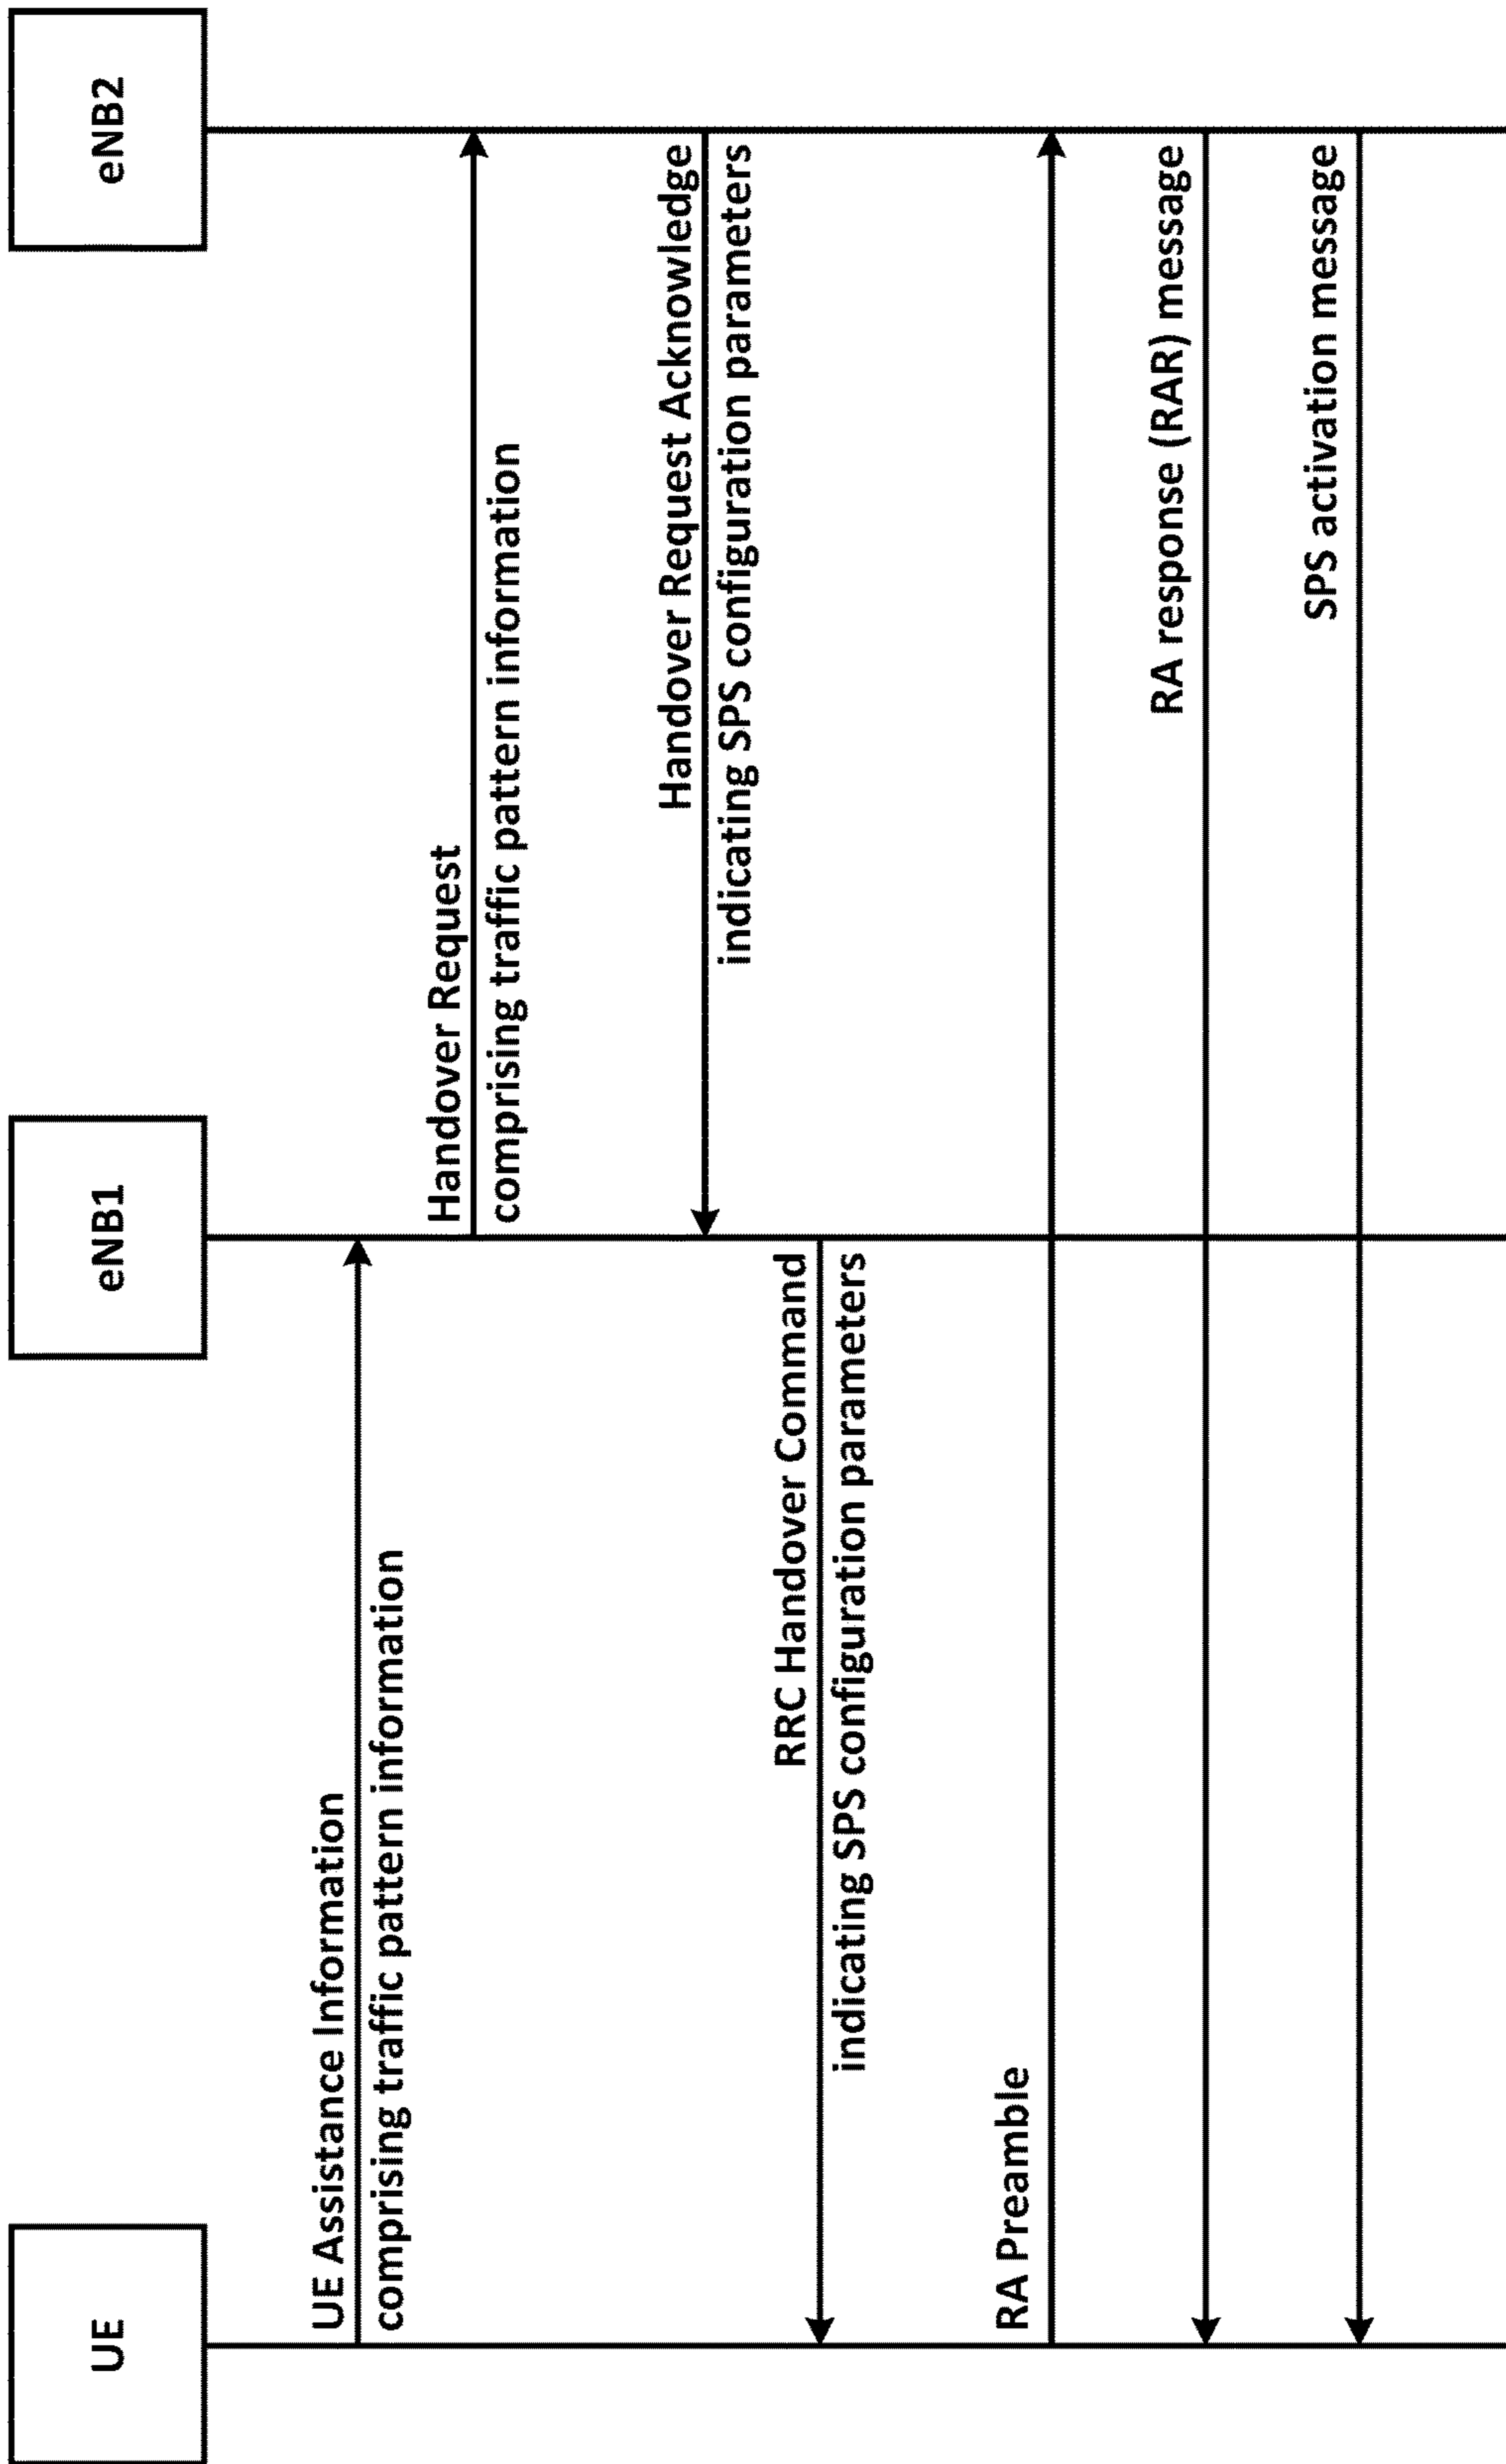 UE
eNB1
eNB2
UE Assistance Information
comprising traffic pattern information
Handover Request
comprising traffic pattern information
Handover Request Acknowledge
indicating SPS configuration parameters
RRC Handover Command
indicating SPS configuration parameters
RA Preamble
RA response (RAR) message
SPS activation message